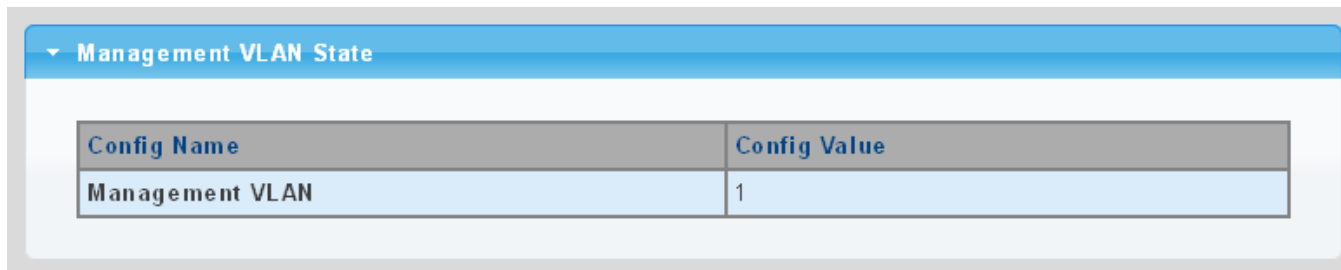 Management VLAN State
Config Name Config Value
Management VLAN 1